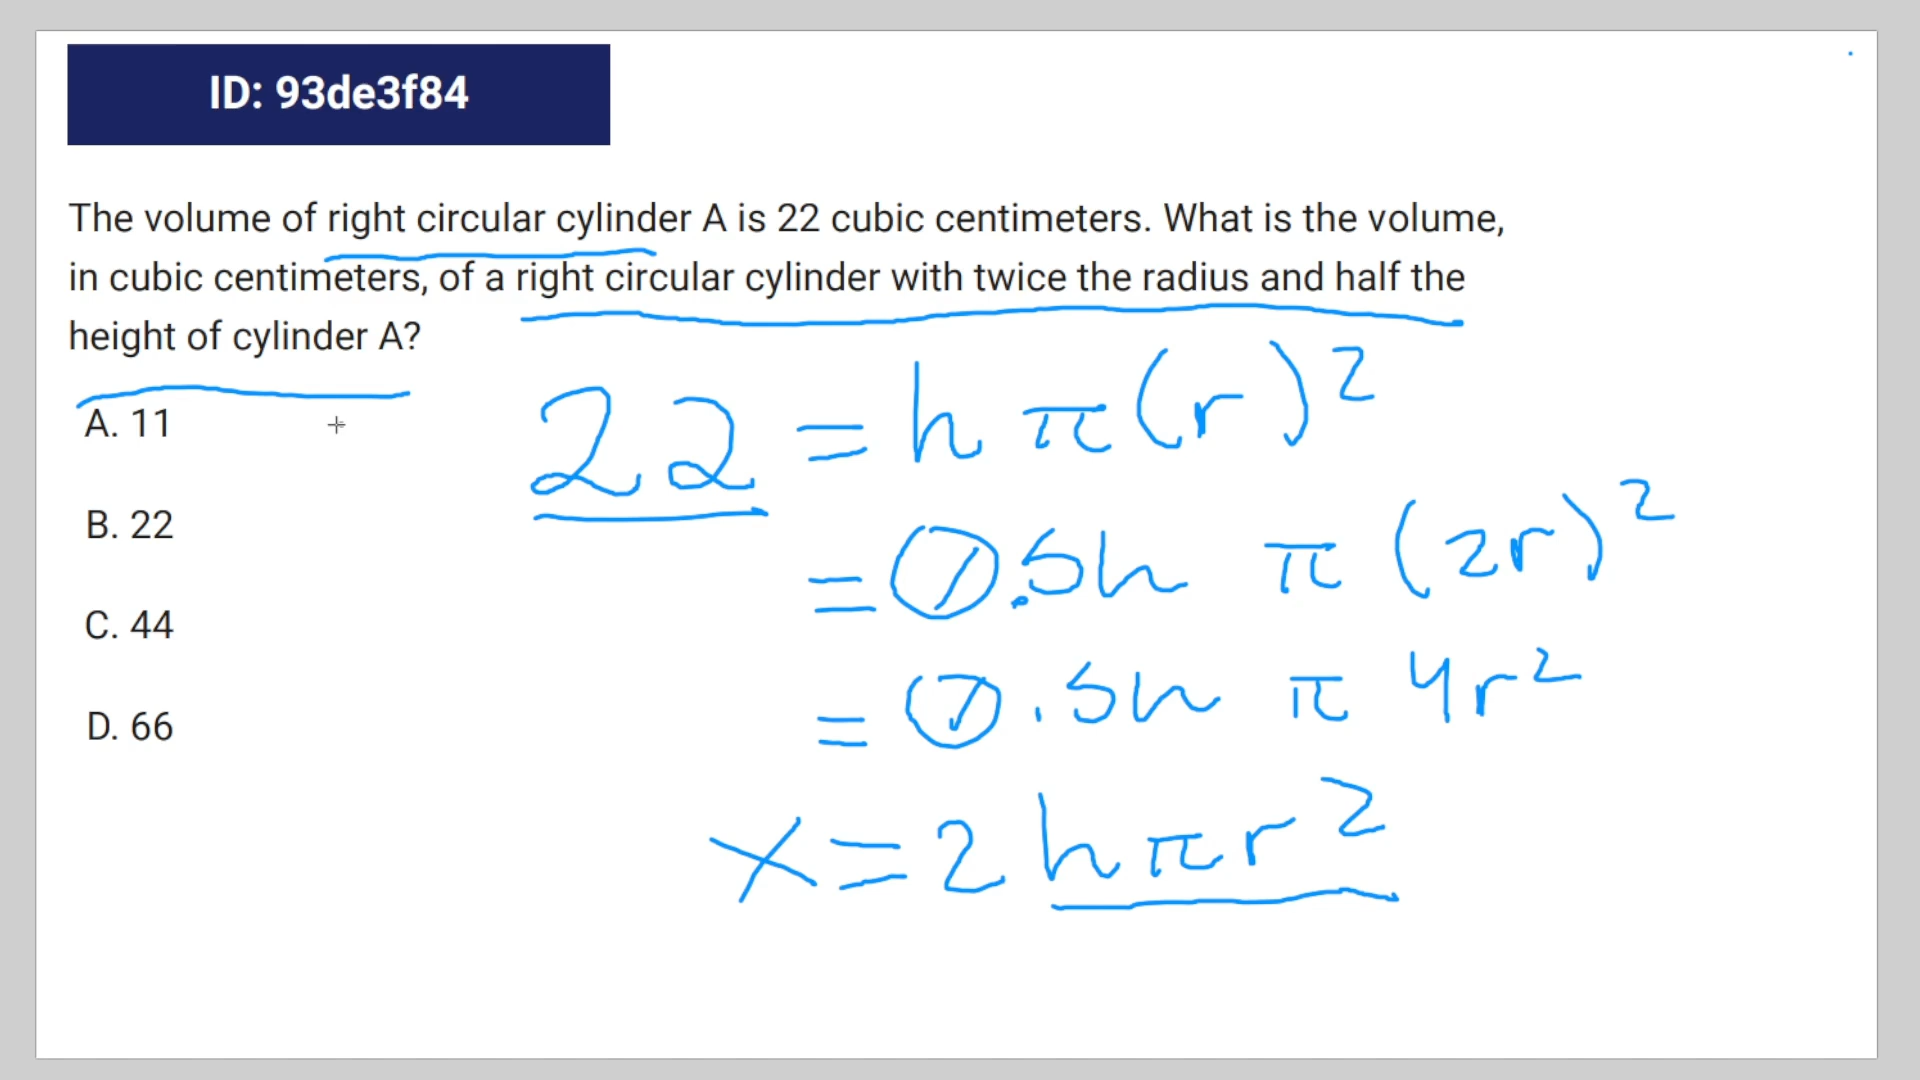 ID: 93de3f84
The volume of right circular cylinder A is 22 cubic centimeters. What is the volume,
in cubic centimeters, of a right circular cylinder with twice the radius and half the
height of cylinder A?
A. 11
B. 22
C. 44
D. 66
22 = h π (r)²
= 0.5h π (2r)²
= 0.5h π 4r²
x = 2 h π r²